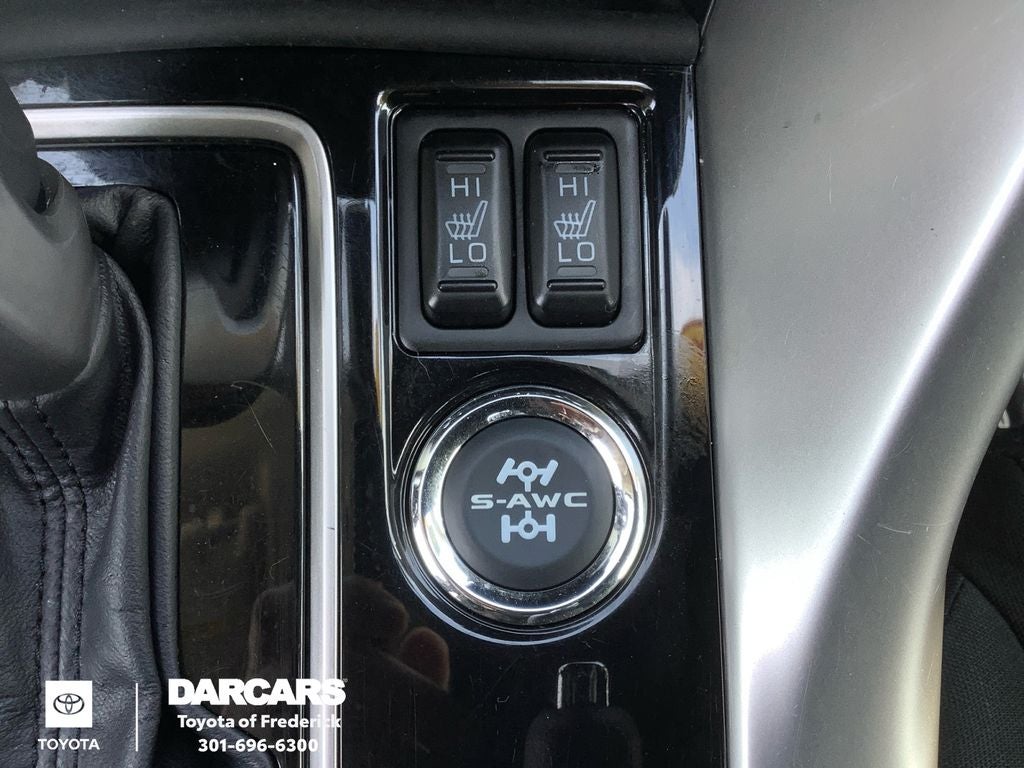 HI HI
LO LO
S-AWC
TOYOTA
DARCARS
Toyota of Frederick
301-696-6300